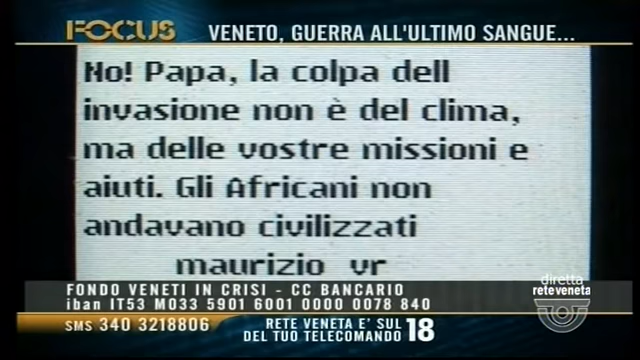 FOCUS VENETO, GUERRA ALL'ULTIMO SANGUE...
No! Papa, la colpa dell
invasione non è del clima,
ma delle vostre missioni e
aiuti. Gli Africani non
andavano civilizzati
maurizio vr
diretta
reteveneta
FONDO VENETI IN CRISI - CC BANCARIO
iban IT53 M033 5901 6001 0000 0078 840
SMS 340 3218806
RETE VENETA E' SUL
DEL TUO TELECOMANDO 18